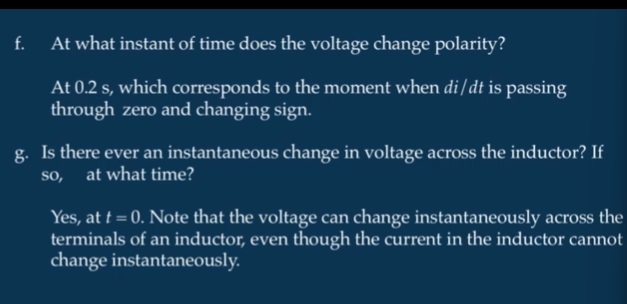 f. At what instant of time does the voltage change polarity?
At 0.2 s, which corresponds to the moment when di/dt is passing
through zero and changing sign.
g. Is there ever an instantaneous change in voltage across the inductor? If
so, at what time?
Yes, at t = 0. Note that the voltage can change instantaneously across the
terminals of an inductor, even though the current in the inductor cannot
change instantaneously.